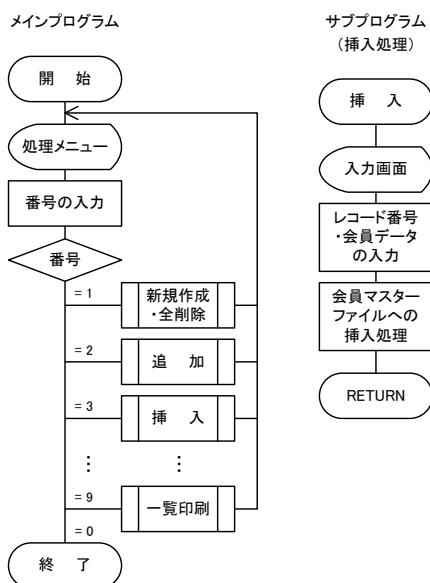 メインプログラム
開 始
処理メニュー
番号の入力
番号
= 1
新規作成
・全削除
= 2
追 加
= 3
挿 入
⋮
⋮
= 9
一覧印刷
= 0
終 了
サブプログラム
(挿入処理)
挿 入
入力画面
レコード番号
・会員データ
の入力
会員マスター
ファイルへの
挿入処理
RETURN